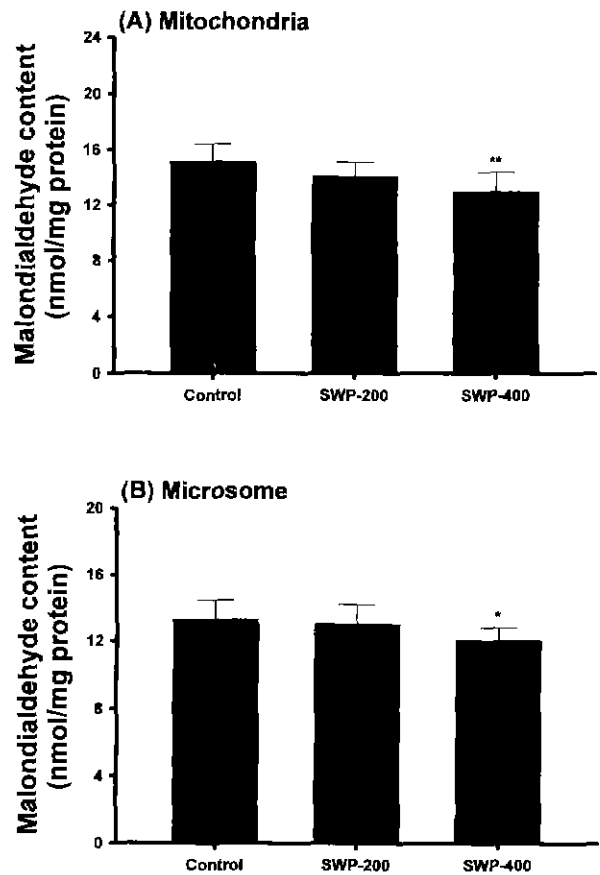 (A) Mitochondria
Malondialdehyde content
(nmol/mg protein)
24
20
16
12
8
4
0
**
Control SWP-200 SWP-400
(B) Microsome
Malondialdehyde content
(nmol/mg protein)
20
16
12
8
4
0
*
Control SWP-200 SWP-400